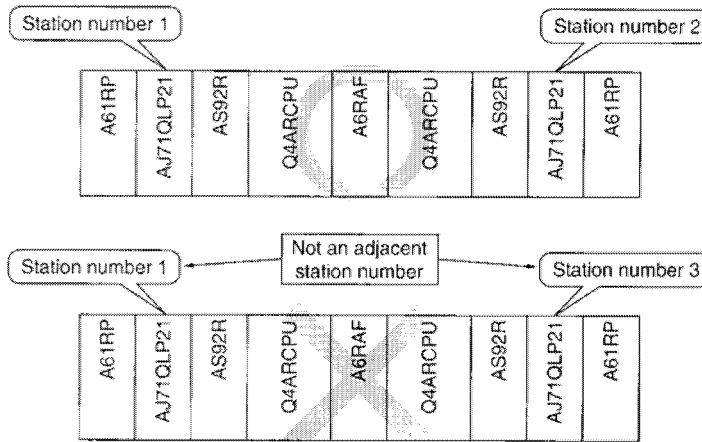 Station number 1
Station number 2
A61RP
AJ71QLP21
AS92R
Q4ARCPU
A6RAF
Q4ARCPU
AS92R
AJ71QLP21
A61RP
Not an adjacent
station number
Station number 1
Station number 3
A61RP
AJ71QLP21
AS92R
Q4ARCPU
A6RAF
Q4ARCPU
AS92R
AJ71QLP21
A61RP